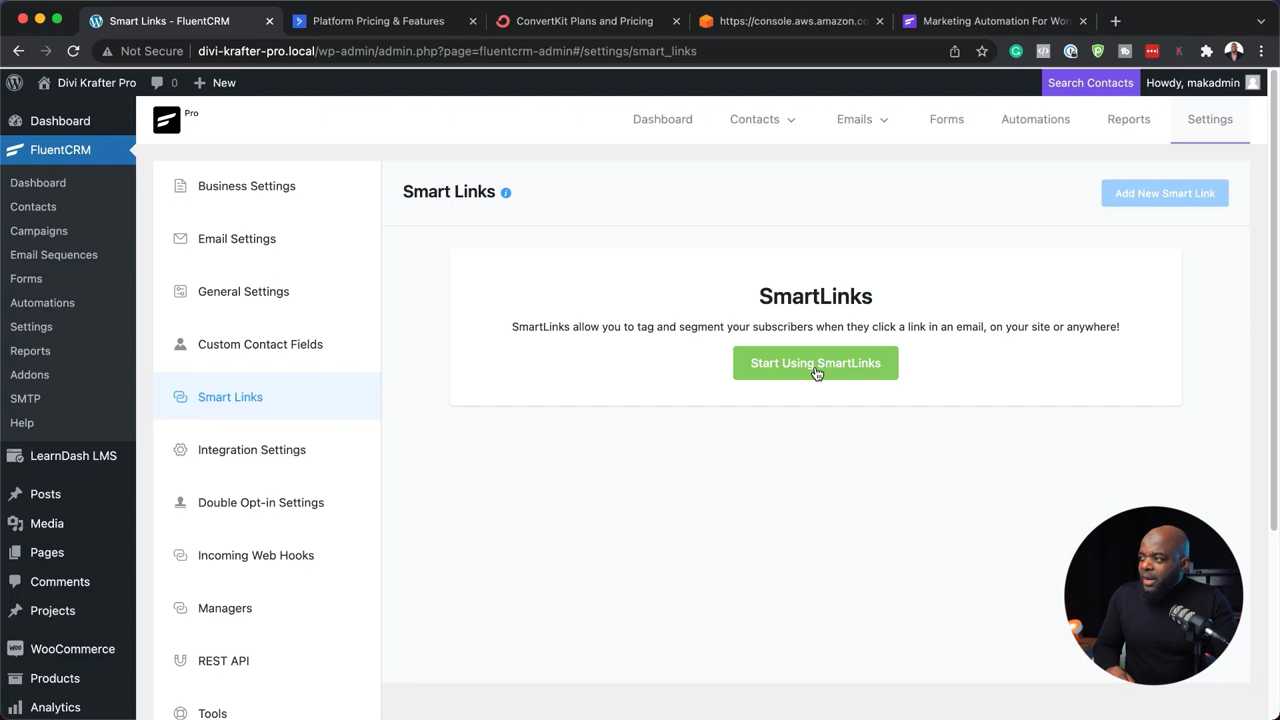 Smart Links - FluentCRM
Platform Pricing & Features
ConvertKit Plans and Pricing
https://console.aws.amazon.co
Marketing Automation For Wor
Not Secure
divi-krafter-pro.local/wp-admin/admin.php?page=fluentcrm-admin#/settings/smart_links
Divi Krafter Pro
0
New
Search Contacts
Howdy, makadmin
Dashboard
FluentCRM
Dashboard
Contacts
Campaigns
Email Sequences
Forms
Automations
Settings
Reports
Addons
SMTP
Help
LearnDash LMS
Posts
Media
Pages
Comments
Projects
WooCommerce
Products
Analytics
Pro
Dashboard
Contacts
Emails
Forms
Automations
Reports
Settings
Business Settings
Email Settings
General Settings
Custom Contact Fields
Smart Links
Integration Settings
Double Opt-in Settings
Incoming Web Hooks
Managers
REST API
Tools
Smart Links
Add New Smart Link
SmartLinks
SmartLinks allow you to tag and segment your subscribers when they click a link in an email, on your site or anywhere!
Start Using SmartLinks